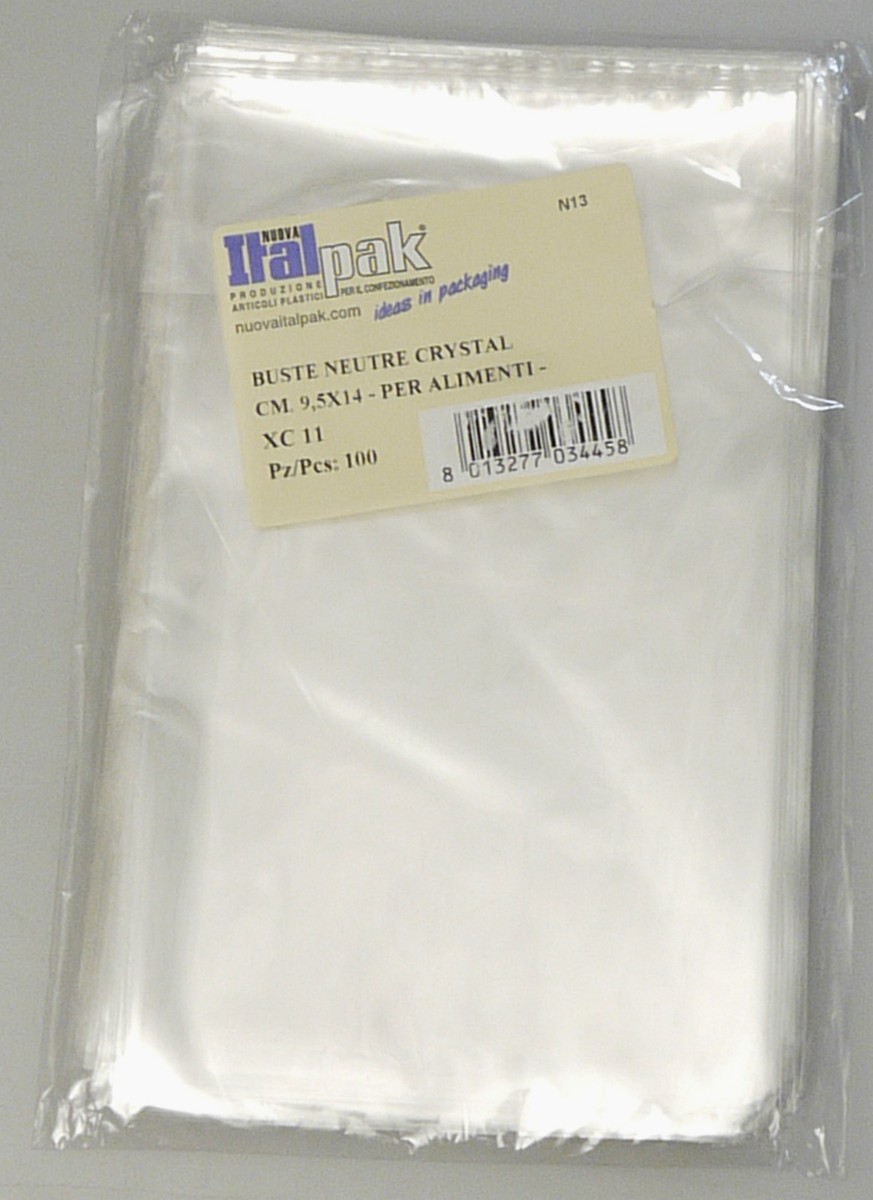 N13
NUOVA
Italpak®
PRODUZIONE
ARTICOLI PLASTICI PER IL CONFEZIONAMENTO
nuovaitalpak.com ideas in packaging
BUSTE NEUTRE CRYSTAL
CM. 9,5X14 - PER ALIMENTI -
XC 11
Pz/Pcs: 100
8 013277 034458